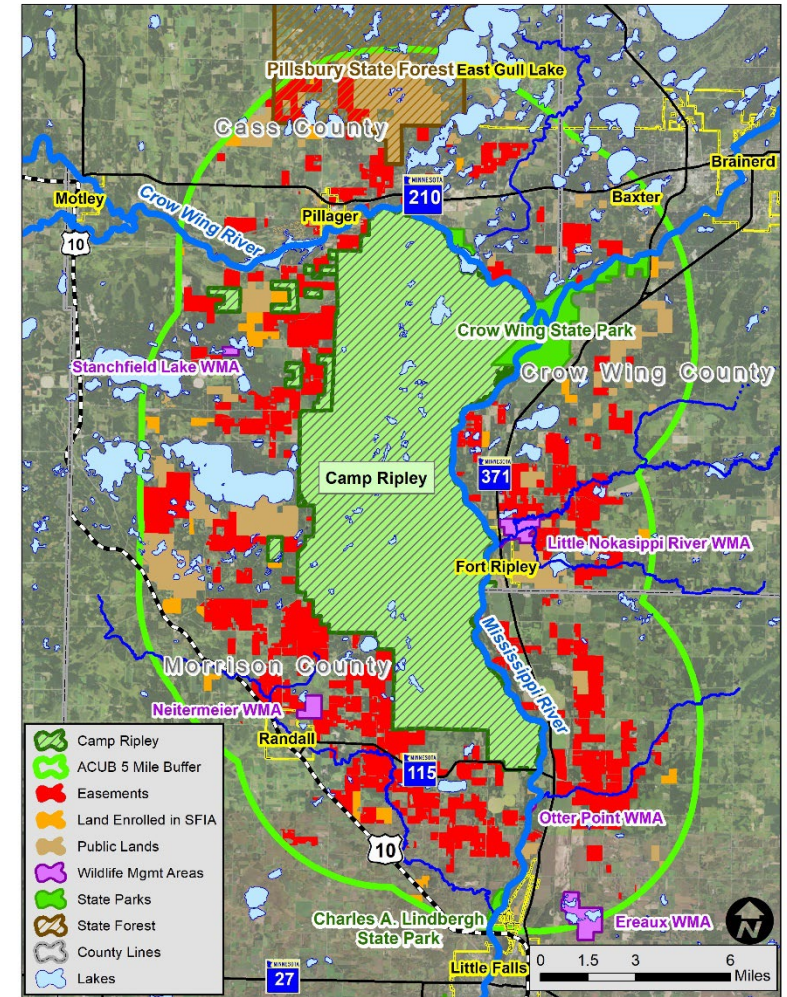 Pillsbury State Forest
East Gull Lake
Cass County
Brainerd
MINNESOTA
210
Baxter
Motley
Pillager
Crow Wing River
10
Crow Wing State Park
Stanchfield Lake WMA
Crow Wing County
Camp Ripley
MINNESOTA
371
Little Nokasippi River WMA
Fort Ripley
Mississippi River
Morrison County
Neitermeier WMA
Randall
MINNESOTA
115
Otter Point WMA
10
Charles A. Lindbergh
State Park
Ereaux WMA
Little Falls
MINNESOTA
27
Camp Ripley
ACUB 5 Mile Buffer
Easements
Land Enrolled in SFIA
Public Lands
Wildlife Mgmt Areas
State Parks
State Forest
County Lines
Lakes
N
0 1.5 3 6
Miles